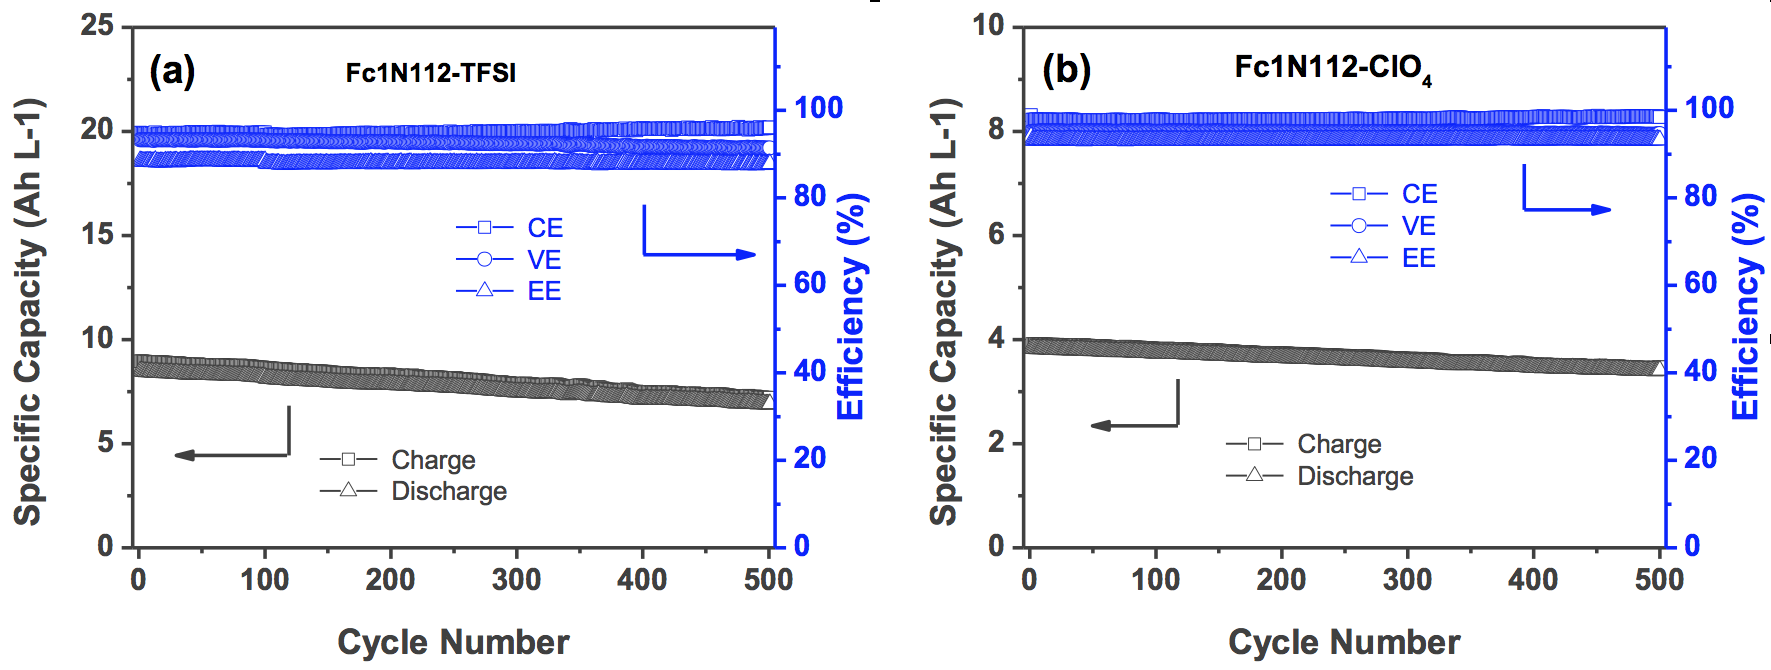 (a)
Fc1N112-TFSI
25
20
15
10
5
0
Specific Capacity (Ah L-1)
100
80
60
40
20
0
Efficiency (%)
CE
VE
EE
Charge
Discharge
0 100 200 300 400 500
Cycle Number
(b)
Fc1N112-ClO₄
10
8
6
4
2
0
Specific Capacity (Ah L-1)
100
80
60
40
20
0
Efficiency (%)
CE
VE
EE
Charge
Discharge
0 100 200 300 400 500
Cycle Number